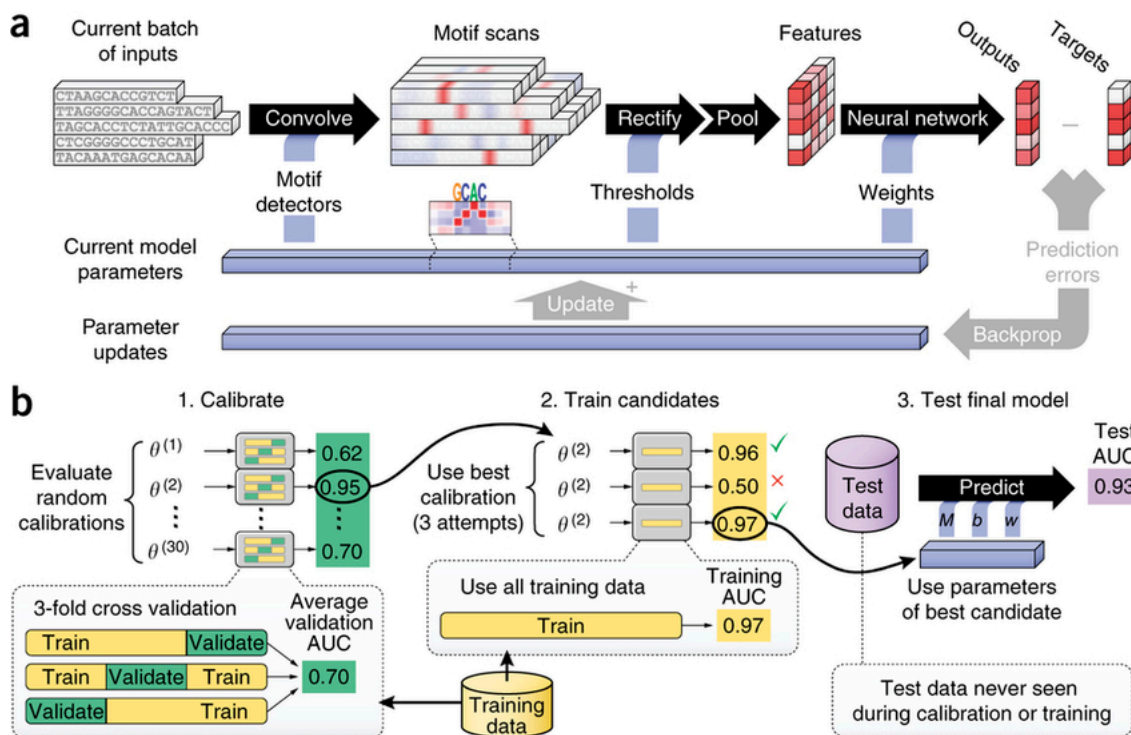 a
Current batch
of inputs
Motif scans
Features
Outputs
Targets
CTAAGCACCGTCT
TTAGGGGCACCAGTACT
TAGCACCTCTATTGCACCC
CTCGGGGCCCTGCAT
TACAAATGAGCACAA
Convolve
Rectify
Pool
Neural network
Motif
detectors
GCAC
Thresholds
Weights
Current model
parameters
Prediction
errors
Update
+
Parameter
updates
Backprop
b
1. Calibrate
2. Train candidates
3. Test final model
Evaluate
random
calibrations
θ(1)
0.62
θ(2)
0.95
θ(30)
0.70
Use best
calibration
(3 attempts)
θ(2)
0.96
θ(2)
0.50
θ(2)
0.97
Test
data
Predict
Test
AUC
0.93
M b w
Use parameters
of best candidate
3-fold cross validation
Average
validation
AUC
Train Validate
Train Validate Train
Validate Train
0.70
Use all training data
Training
AUC
Train
0.97
Training
data
Test data never seen
during calibration or training